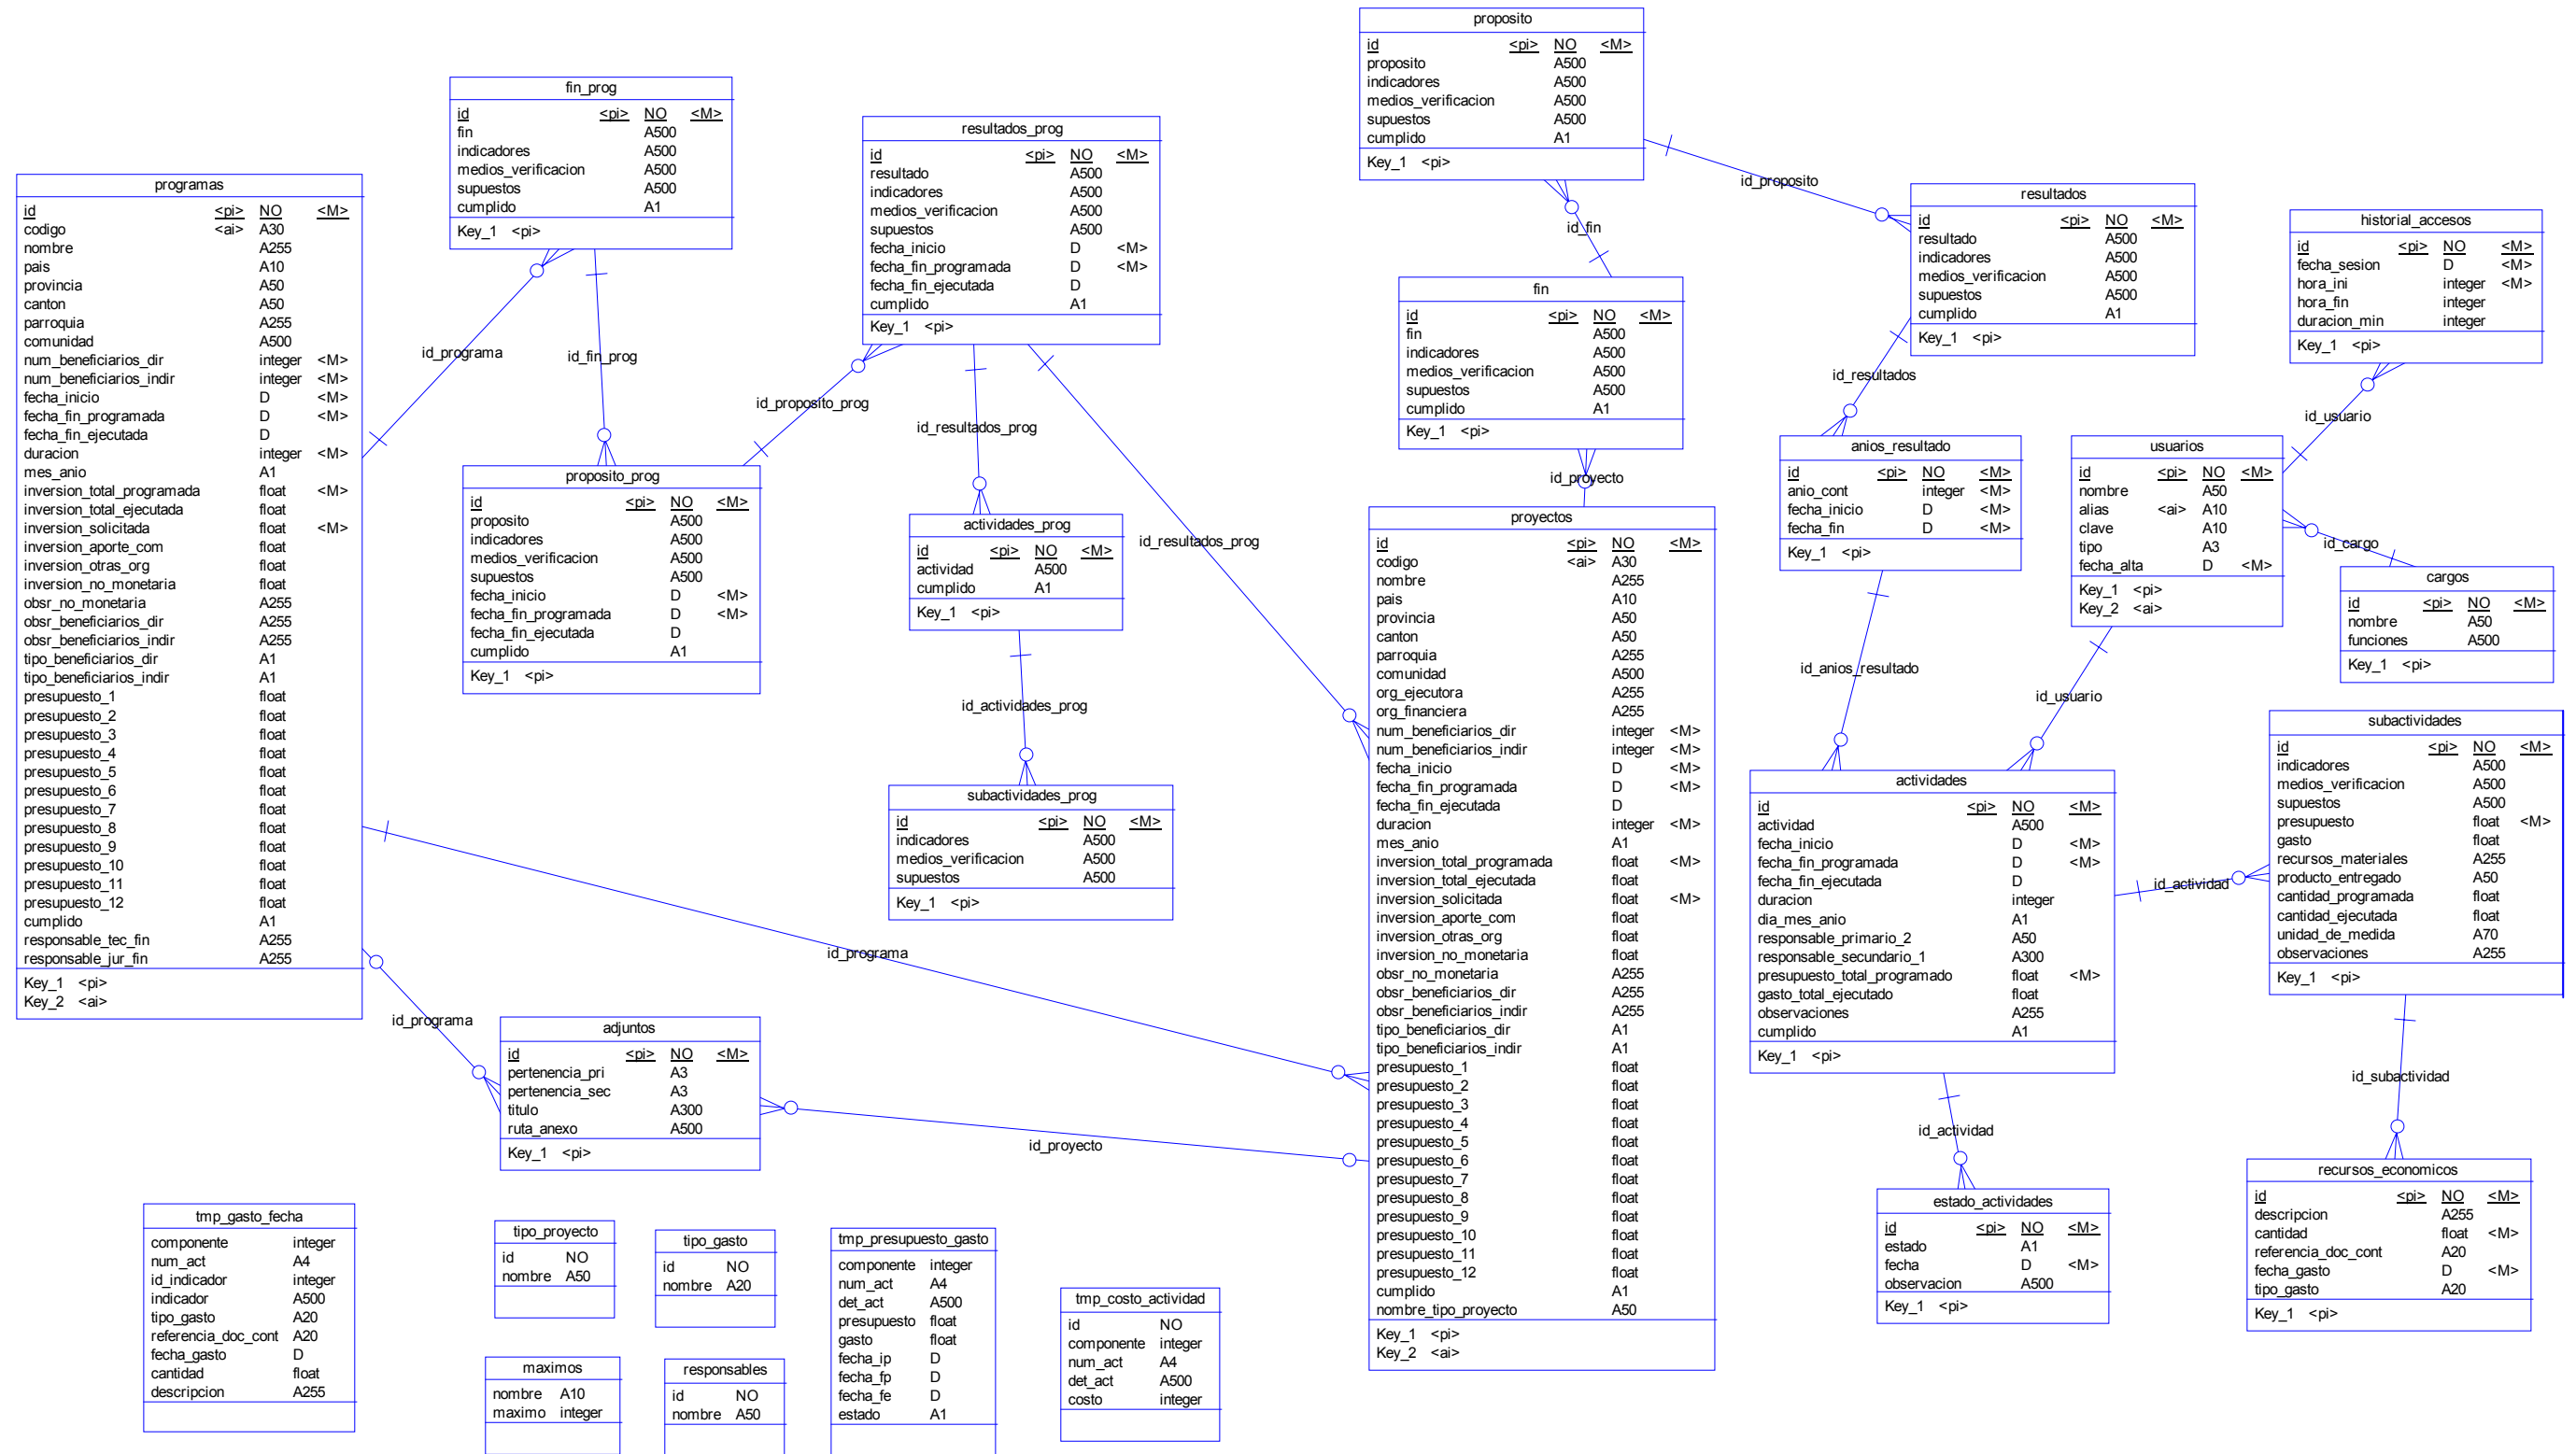 programas
id <pi> NO <M>
codigo <ai> A30
nombre A255
pais A10
provincia A50
canton A50
parroquia A255
comunidad A500
num_beneficiarios_dir integer <M>
num_beneficiarios_indir integer <M>
fecha_inicio D <M>
fecha_fin_programada D <M>
fecha_fin_ejecutada D
duracion integer <M>
mes_anio A1
inversion_total_programada float <M>
inversion_total_ejecutada float
inversion_solicitada float <M>
inversion_aporte_com float
inversion_otras_org float
inversion_no_monetaria float
obsr_no_monetaria A255
obsr_beneficiarios_dir A255
obsr_beneficiarios_indir A255
tipo_beneficiarios_dir A1
tipo_beneficiarios_indir A1
presupuesto_1 float
presupuesto_2 float
presupuesto_3 float
presupuesto_4 float
presupuesto_5 float
presupuesto_6 float
presupuesto_7 float
presupuesto_8 float
presupuesto_9 float
presupuesto_10 float
presupuesto_11 float
presupuesto_12 float
cumplido A1
responsable_tec_fin A255
responsable_jur_fin A255
Key_1 <pi>
Key_2 <ai>
fin_prog
id <pi> NO <M>
fin A500
indicadores A500
medios_verificacion A500
supuestos A500
cumplido A1
Key_1 <pi>
id_programa
id_fin_prog
proposito_prog
id <pi> NO <M>
proposito A500
indicadores A500
medios_verificacion A500
supuestos A500
fecha_inicio D <M>
fecha_fin_programada D <M>
fecha_fin_ejecutada D
cumplido A1
Key_1 <pi>
resultados_prog
id <pi> NO <M>
resultado A500
indicadores A500
medios_verificacion A500
supuestos A500
fecha_inicio D <M>
fecha_fin_programada D <M>
fecha_fin_ejecutada D
cumplido A1
Key_1 <pi>
id_proposito_prog
id_resultados_prog
id_resultados_prog
actividades_prog
id <pi> NO <M>
actividad A500
cumplido A1
Key_1 <pi>
id_actividades_prog
subactividades_prog
id <pi> NO <M>
indicadores A500
medios_verificacion A500
supuestos A500
Key_1 <pi>
id_programa
id_programa
adjuntos
id <pi> NO <M>
pertenencia_pri A3
pertenencia_sec A3
titulo A300
ruta_anexo A500
Key_1 <pi>
id_proyecto
proposito
id <pi> NO <M>
proposito A500
indicadores A500
medios_verificacion A500
supuestos A500
cumplido A1
Key_1 <pi>
id_proposito
id_fin
fin
id <pi> NO <M>
fin A500
indicadores A500
medios_verificacion A500
supuestos A500
cumplido A1
Key_1 <pi>
id_proyecto
proyectos
id <pi> NO <M>
codigo <ai> A30
nombre A255
pais A10
provincia A50
canton A50
parroquia A255
comunidad A500
org_ejecutora A255
org_financiera A255
num_beneficiarios_dir integer <M>
num_beneficiarios_indir integer <M>
fecha_inicio D <M>
fecha_fin_programada D <M>
fecha_fin_ejecutada D
duracion integer <M>
mes_anio A1
inversion_total_programada float <M>
inversion_total_ejecutada float
inversion_solicitada float <M>
inversion_aporte_com float
inversion_otras_org float
inversion_no_monetaria float
obsr_no_monetaria A255
obsr_beneficiarios_dir A255
obsr_beneficiarios_indir A255
tipo_beneficiarios_dir A1
tipo_beneficiarios_indir A1
presupuesto_1 float
presupuesto_2 float
presupuesto_3 float
presupuesto_4 float
presupuesto_5 float
presupuesto_6 float
presupuesto_7 float
presupuesto_8 float
presupuesto_9 float
presupuesto_10 float
presupuesto_11 float
presupuesto_12 float
cumplido A1
nombre_tipo_proyecto A50
Key_1 <pi>
Key_2 <ai>
resultados
id <pi> NO <M>
resultado A500
indicadores A500
medios_verificacion A500
supuestos A500
cumplido A1
Key_1 <pi>
id_resultados
anios_resultado
id <pi> NO <M>
anio_cont integer <M>
fecha_inicio D <M>
fecha_fin D <M>
Key_1 <pi>
id_anios_resultado
historial_accesos
id <pi> NO <M>
fecha_sesion D <M>
hora_ini integer <M>
hora_fin integer
duracion_min integer
Key_1 <pi>
id_usuario
usuarios
id <pi> NO <M>
nombre A50
alias <ai> A10
clave A10
tipo A3
fecha_alta D <M>
Key_1 <pi>
Key_2 <ai>
id_cargo
cargos
id <pi> NO <M>
nombre A50
funciones A500
Key_1 <pi>
id_usuario
actividades
id <pi> NO <M>
actividad A500
fecha_inicio D <M>
fecha_fin_programada D <M>
fecha_fin_ejecutada D
duracion integer
dia_mes_anio A1
responsable_primario_2 A50
responsable_secundario_1 A300
presupuesto_total_programado float <M>
gasto_total_ejecutado float
observaciones A255
cumplido A1
Key_1 <pi>
id_actividad
subactividades
id <pi> NO <M>
indicadores A500
medios_verificacion A500
supuestos A500
presupuesto float <M>
gasto float
recursos_materiales A255
producto_entregado A50
cantidad_programada float
cantidad_ejecutada float
unidad_de_medida A70
observaciones A255
Key_1 <pi>
id_actividad
estado_actividades
id <pi> NO <M>
estado A1
fecha D <M>
observacion A500
Key_1 <pi>
id_subactividad
recursos_economicos
id <pi> NO <M>
descripcion A255
cantidad float <M>
referencia_doc_cont A20
fecha_gasto D <M>
tipo_gasto A20
Key_1 <pi>
tmp_gasto_fecha
componente integer
num_act A4
id_indicador integer
indicador A500
tipo_gasto A20
referencia_doc_cont A20
fecha_gasto D
cantidad float
descripcion A255
tipo_proyecto
id NO
nombre A50
tipo_gasto
id NO
nombre A20
maximos
nombre A10
maximo integer
responsables
id NO
nombre A50
tmp_presupuesto_gasto
componente integer
num_act A4
det_act A500
presupuesto float
gasto float
fecha_ip D
fecha_fp D
fecha_fe D
estado A1
tmp_costo_actividad
id NO
componente integer
num_act A4
det_act A500
costo integer